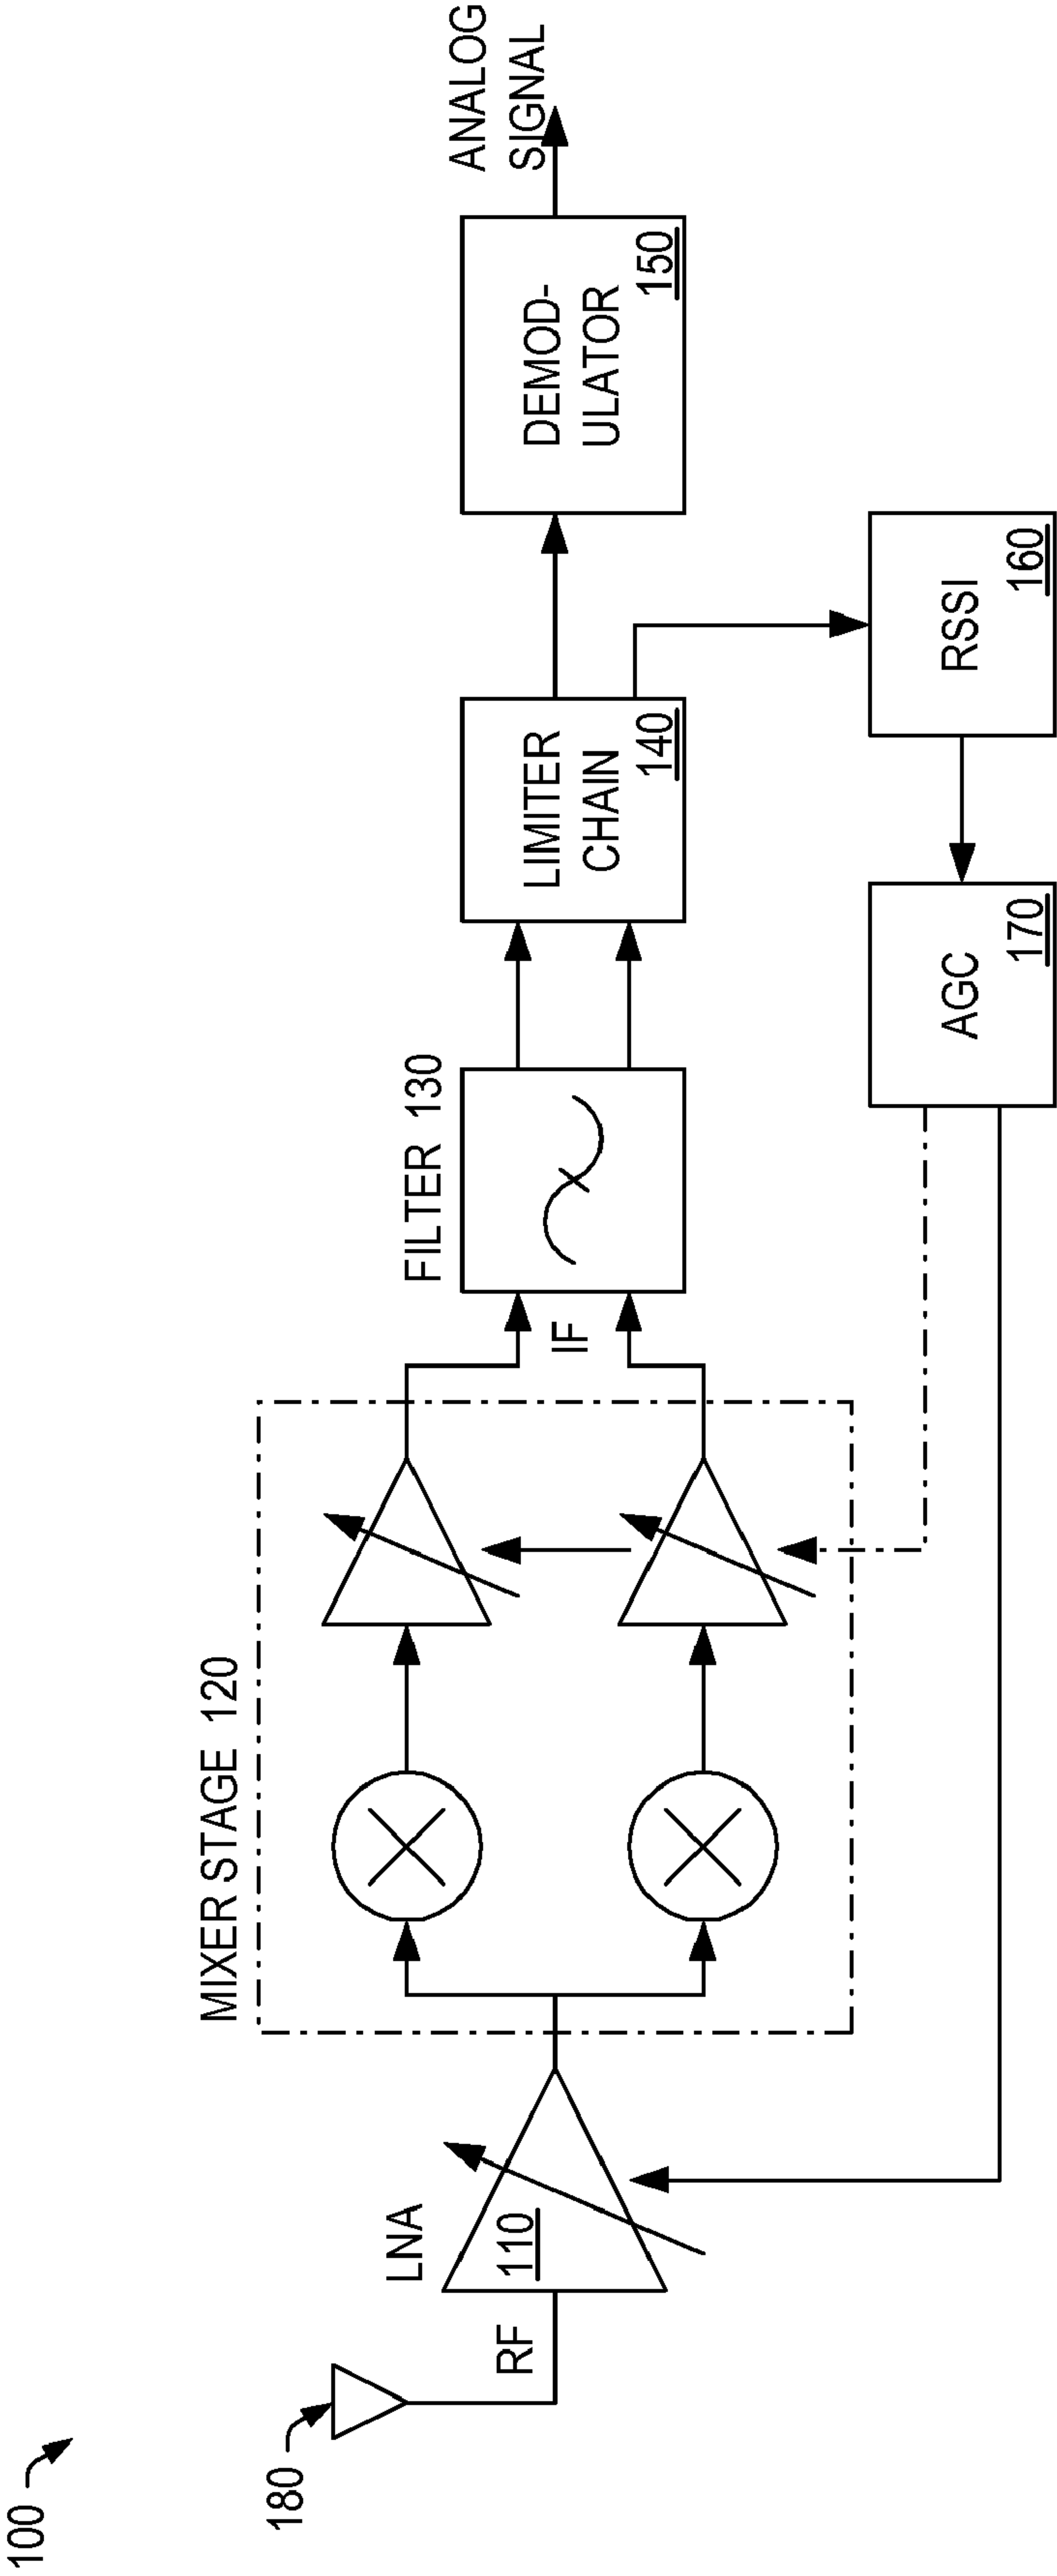 100
180
RF
LNA
110
MIXER STAGE 120
IF
FILTER 130
LIMITER
CHAIN
140
DEMOD-
ULATOR
150
ANALOG
SIGNAL
AGC
170
RSSI
160